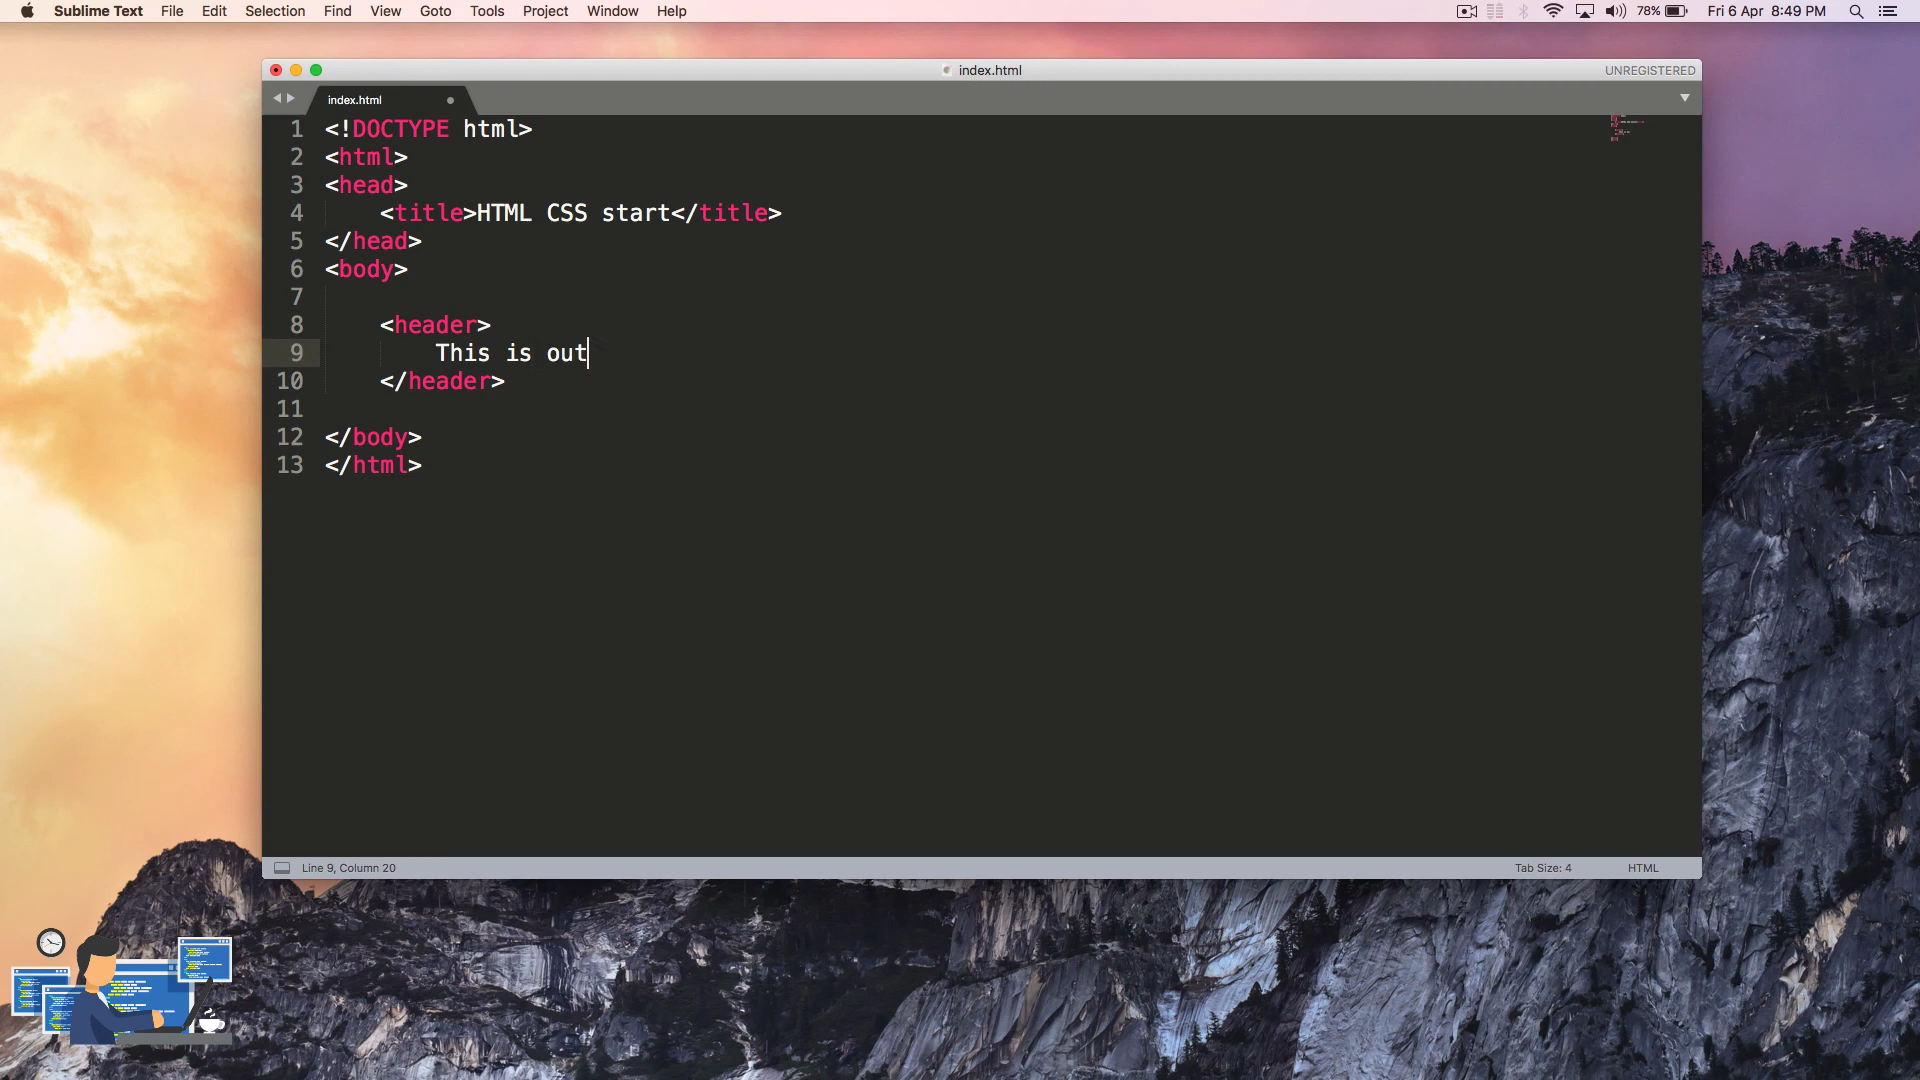 Sublime Text File Edit Selection Find View Goto Tools Project Window Help 78% Fri 6 Apr 8:49 PM
index.html UNREGISTERED
index.html
1 <!DOCTYPE html>
2 <html>
3 <head>
4 <title>HTML CSS start</title>
5 </head>
6 <body>
7
8 <header>
9 This is out
10 </header>
11
12 </body>
13 </html>
Line 9, Column 20 Tab Size: 4 HTML